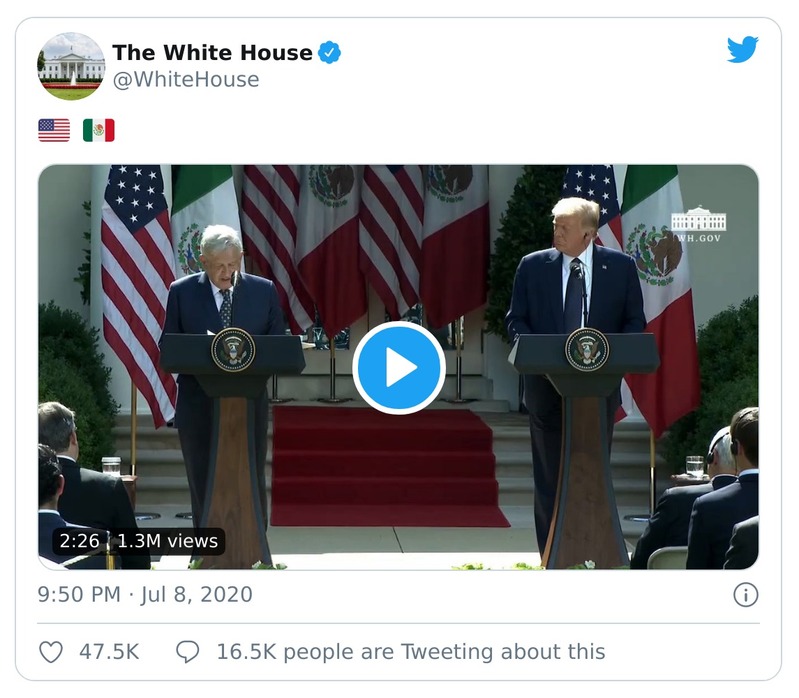 The White House
@WhiteHouse
WH.GOV
2:26 1.3M views
9:50 PM · Jul 8, 2020
47.5K
16.5K people are Tweeting about this